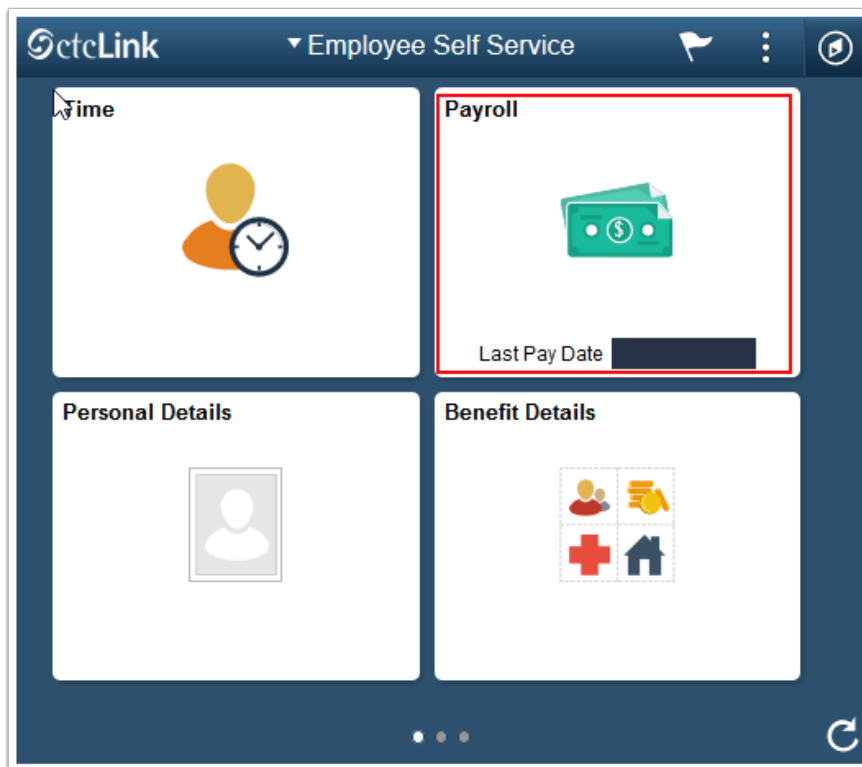 ctcLink
Employee Self Service
Time
Payroll
$
Last Pay Date
Personal Details
Benefit Details